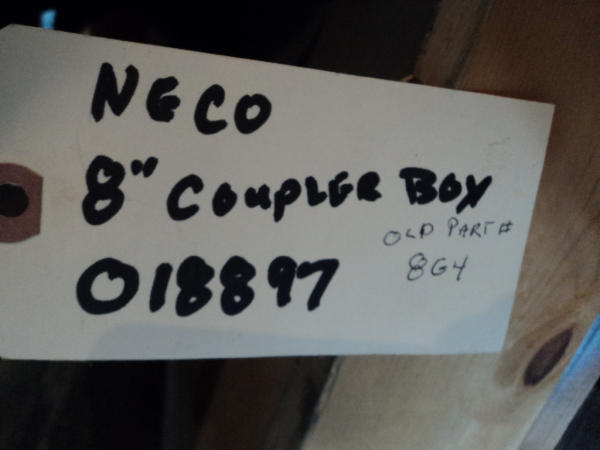 NECO
8" COUPLER BOX
OLD PART #
8G4
018897